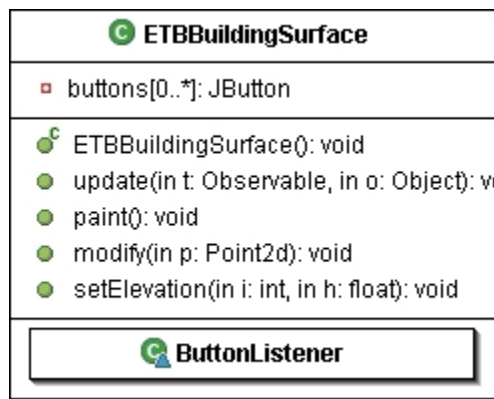 ETBBuildingSurface
buttons[0..*]: JButton
ETBBuildingSurface(): void
update(in t: Observable, in o: Object):
paint(): void
modify(in p: Point2d): void
setElevation(in i: int, in h: float): void
ButtonListener